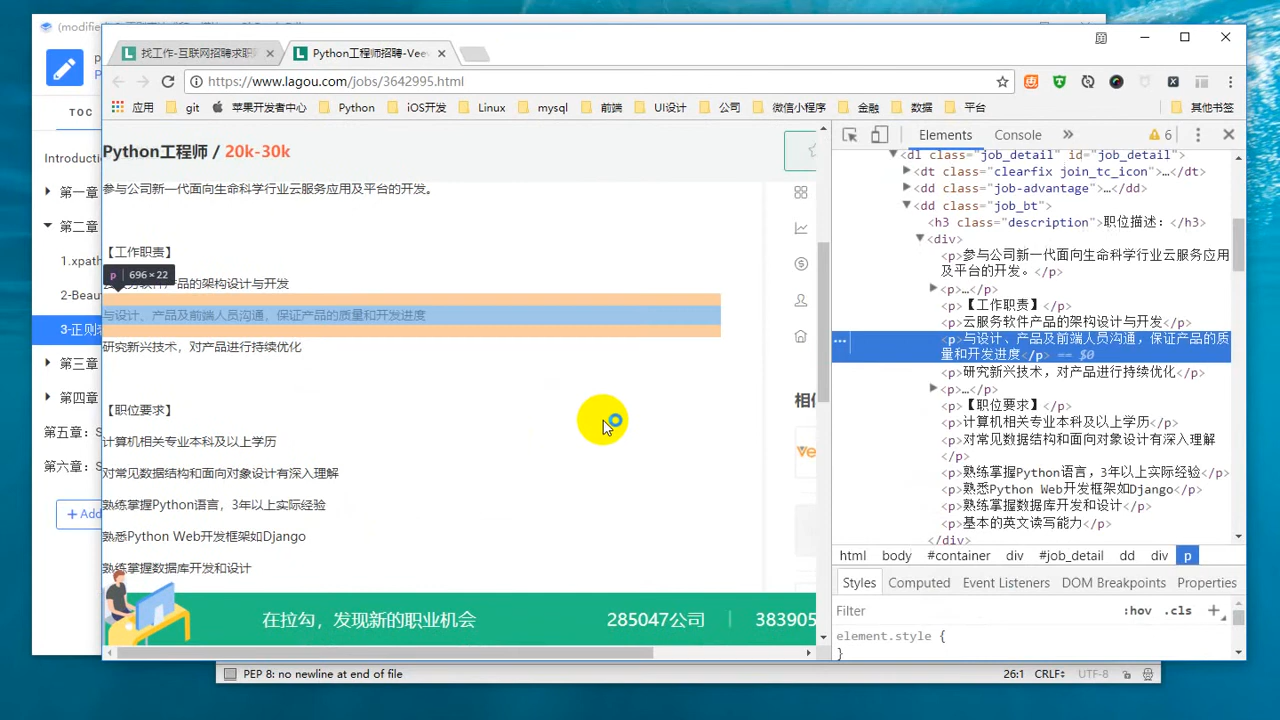 (modified)
找工作-互联网招聘求职
Python工程师招聘-Vee
https://www.lagou.com/jobs/3642995.html
应用 git 苹果开发者中心 Python iOS开发 Linux mysql 前端 UI设计 公司 微信小程序 金融 数据 平台 其他书签
TOC
Introduction
第一章
第二章
1.xpath
2-Beau
3-正则表
第三章
第四章
第五章：S
第六章：S
+ Add
Python工程师 / 20k-30k
参与公司新一代面向生命科学行业云服务应用及平台的开发。
【工作职责】
p 696×22
产品的架构设计与开发
与设计、产品及前端人员沟通，保证产品的质量和开发进度
研究新兴技术，对产品进行持续优化
【职位要求】
计算机相关专业本科及以上学历
对常见数据结构和面向对象设计有深入理解
熟练掌握Python语言，3年以上实际经验
熟悉Python Web开发框架如Django
熟练掌握数据库开发和设计
相似
Ve
在拉勾，发现新的职业机会 285047公司 383905
Elements Console » 6
▼<dl class="job_detail" id="job_detail">
▶<dt class="clearfix join_tc_icon">…</dt>
▶<dd class="job-advantage">…</dd>
▼<dd class="job_bt">
<h3 class="description">职位描述：</h3>
▼<div>
<p>参与公司新一代面向生命科学行业云服务应用
及平台的开发。</p>
▶<p>…</p>
<p>【工作职责】</p>
<p>云服务软件产品的架构设计与开发</p>
<p>与设计、产品及前端人员沟通，保证产品的质
量和开发进度</p> == $0
<p>研究新兴技术，对产品进行持续优化</p>
▶<p>…</p>
<p>【职位要求】</p>
<p>计算机相关专业本科及以上学历</p>
<p>对常见数据结构和面向对象设计有深入理解
</p>
<p>熟练掌握Python语言，3年以上实际经验</p>
<p>熟悉Python Web开发框架如Django</p>
<p>熟练掌握数据库开发和设计</p>
<p>基本的英文读写能力</p>
</div>
html body #container div #job_detail dd div p
Styles Computed Event Listeners DOM Breakpoints Properties
Filter :hov .cls +
element.style {
}
PEP 8: no newline at end of file 26:1 CRLF UTF-8